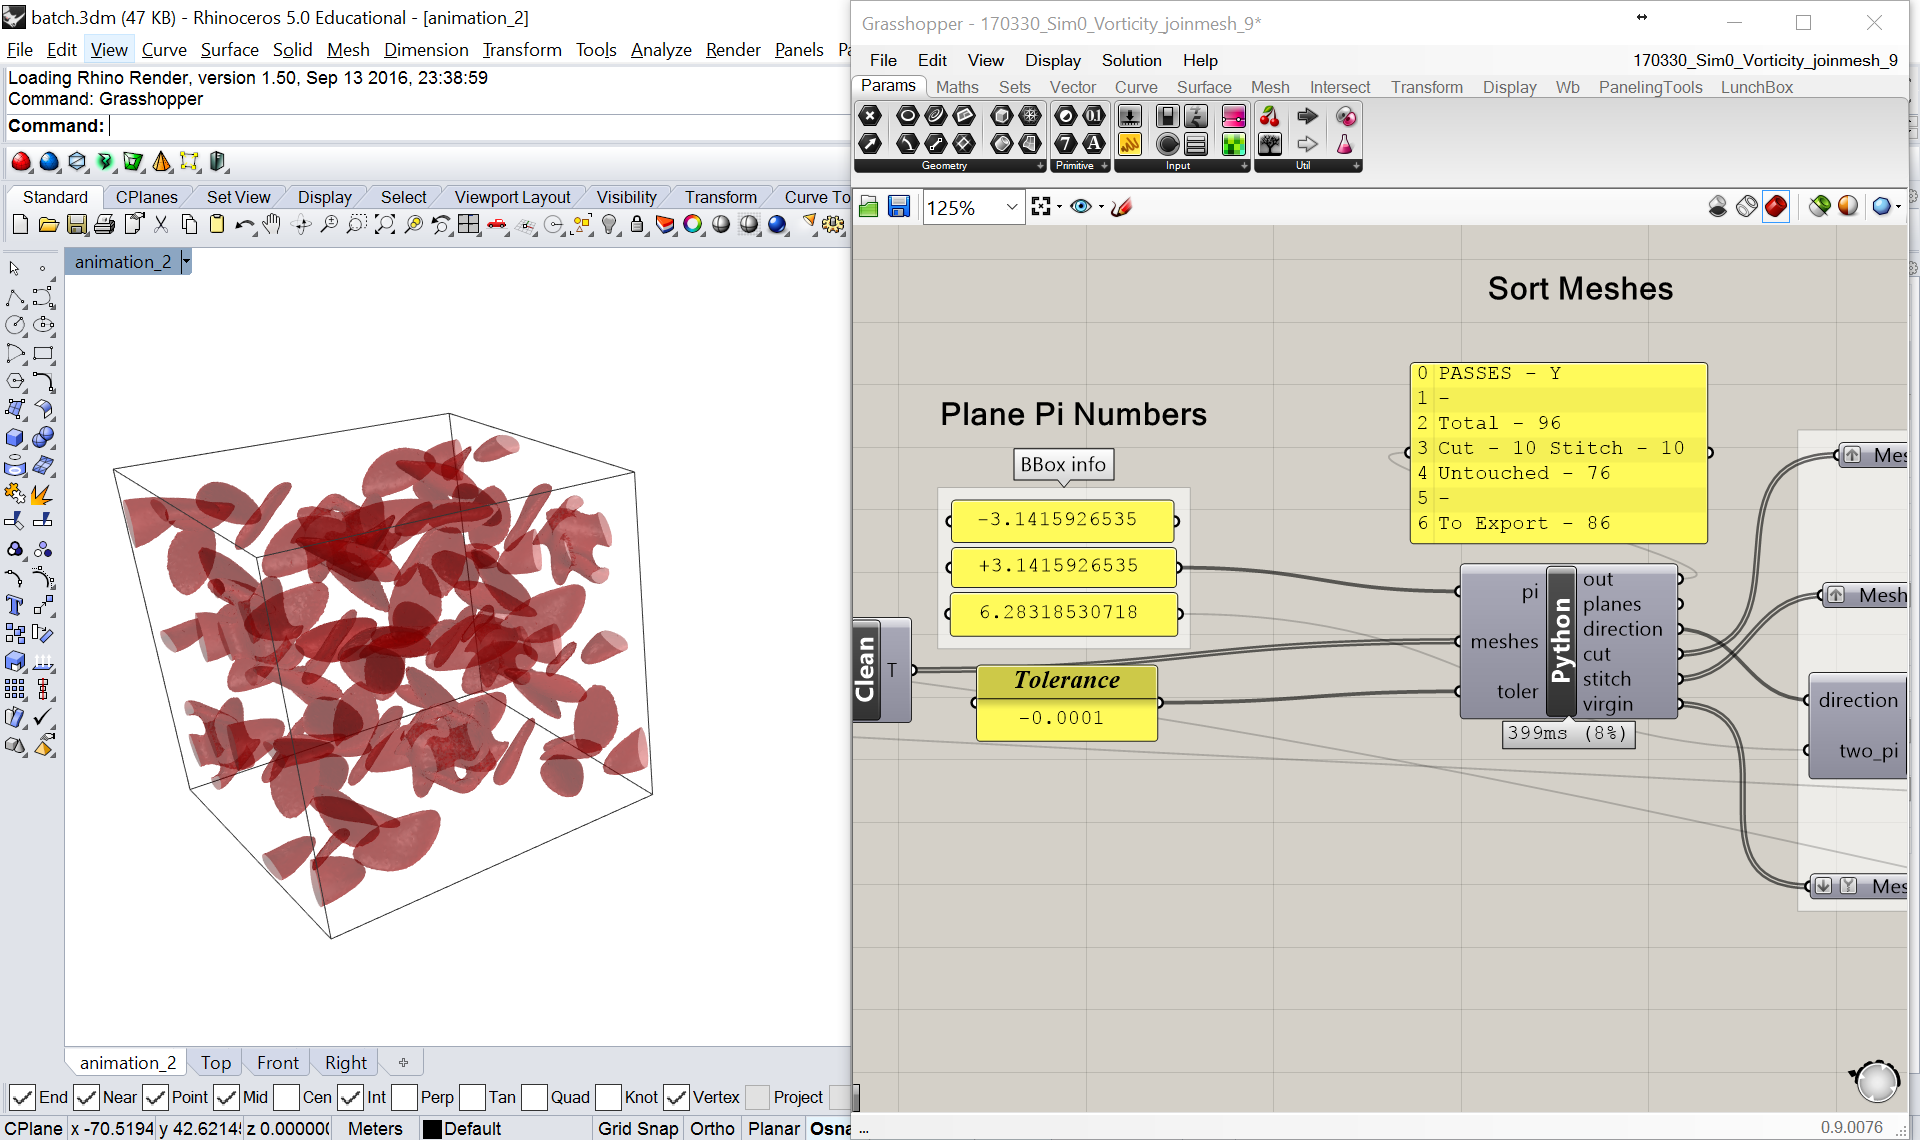 batch.3dm (47 KB) - Rhinoceros 5.0 Educational - [animation_2]
File Edit View Curve Surface Solid Mesh Dimension Transform Tools Analyze Render Panels
Loading Rhino Render, version 1.50, Sep 13 2016, 23:38:59
Command: Grasshopper
Command:
Standard CPlanes Set View Display Select Viewport Layout Visibility Transform Curve To
animation_2
animation_2 Top Front Right
End Near Point Mid Cen Int Perp Tan Quad Knot Vertex Project
CPlane x -70.5194 y 42.6214 z 0.00000 Meters Default Grid Snap Ortho Planar Osna
Grasshopper - 170330_Sim0_Vorticity_joinmesh_9*
File Edit View Display Solution Help 170330_Sim0_Vorticity_joinmesh_9
Params Maths Sets Vector Curve Surface Mesh Intersect Transform Display Wb PanelingTools LunchBox
Geometry Primitive Input Util
125%
Sort Meshes
0 PASSES - Y
1 -
2 Total - 96
3 Cut - 10 Stitch - 10
4 Untouched - 76
5 -
6 To Export - 86
Plane Pi Numbers
BBox info
-3.1415926535
+3.1415926535
6.28318530718
Clean T
Tolerance
-0.0001
pi
meshes
toler
Python
out
planes
direction
cut
stitch
virgin
399ms (8%)
Mes
Mesh
direction
two_pi
Mes
... 0.9.0076